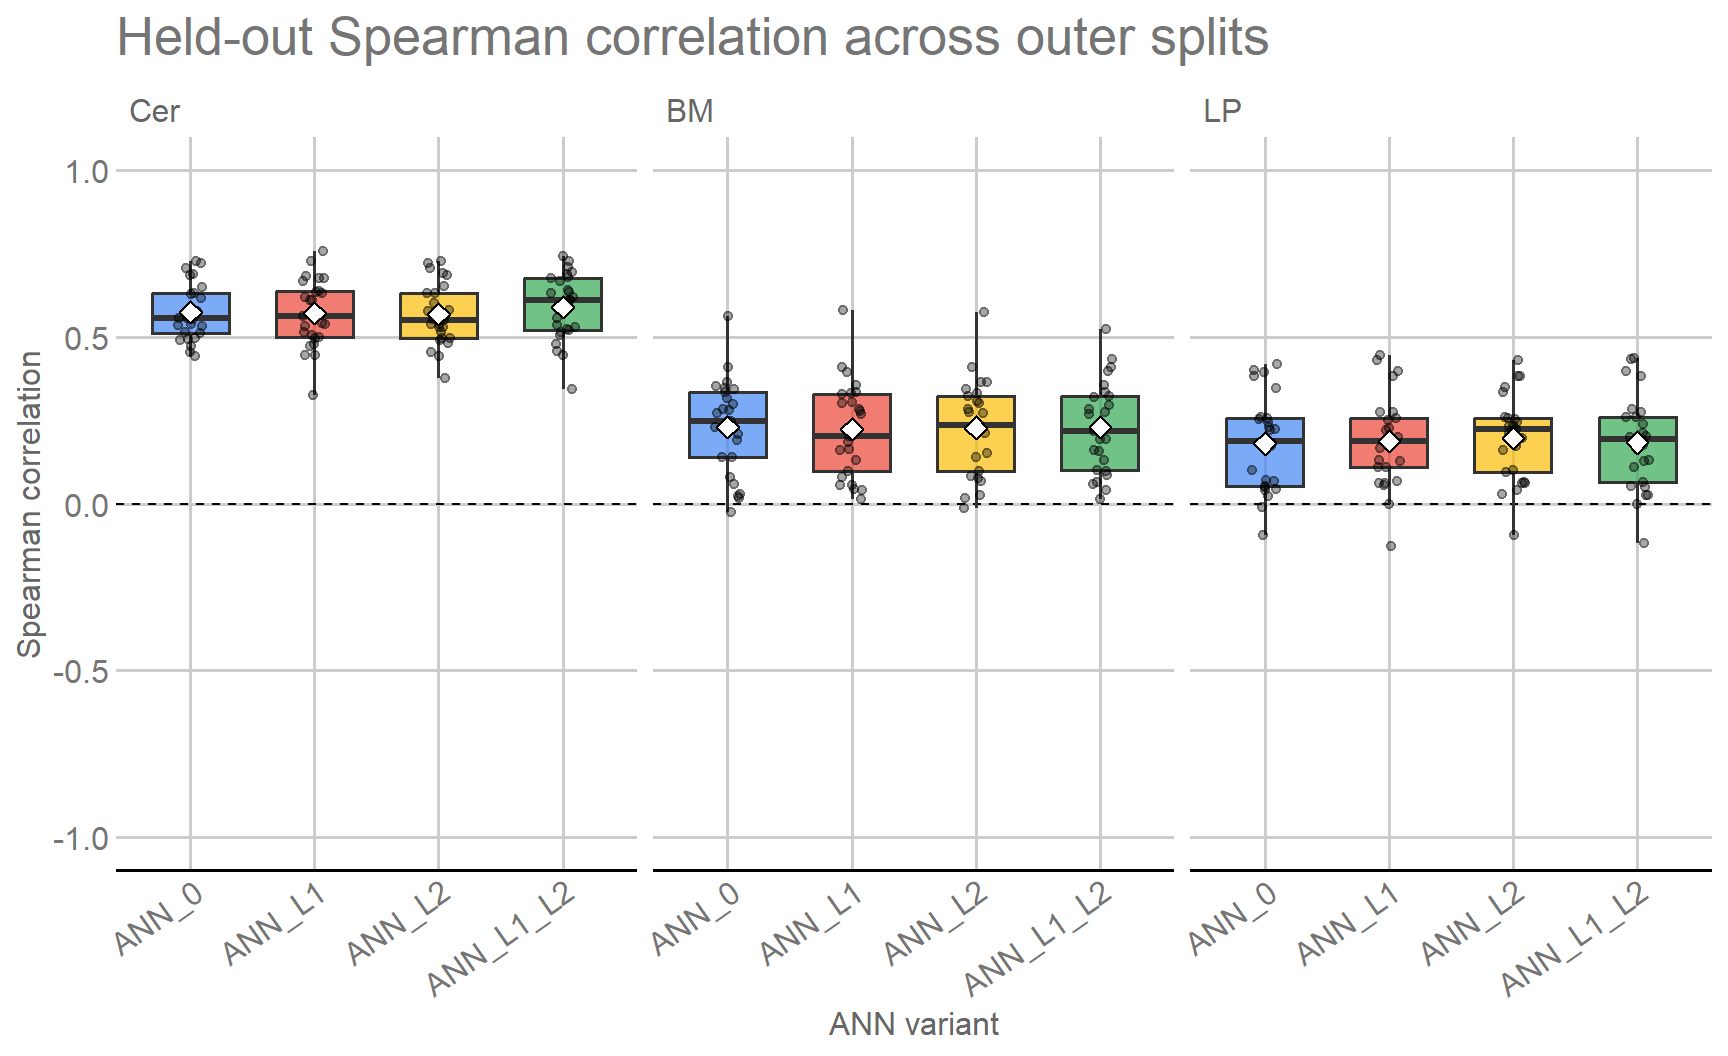 Held-out Spearman correlation across outer splits
Cer
BM
LP
1.0
0.5
0.0
-0.5
-1.0
Spearman correlation
ANN_0
ANN_L1
ANN_L2
ANN_L1_L2
ANN_0
ANN_L1
ANN_L2
ANN_L1_L2
ANN_0
ANN_L1
ANN_L2
ANN_L1_L2
ANN variant